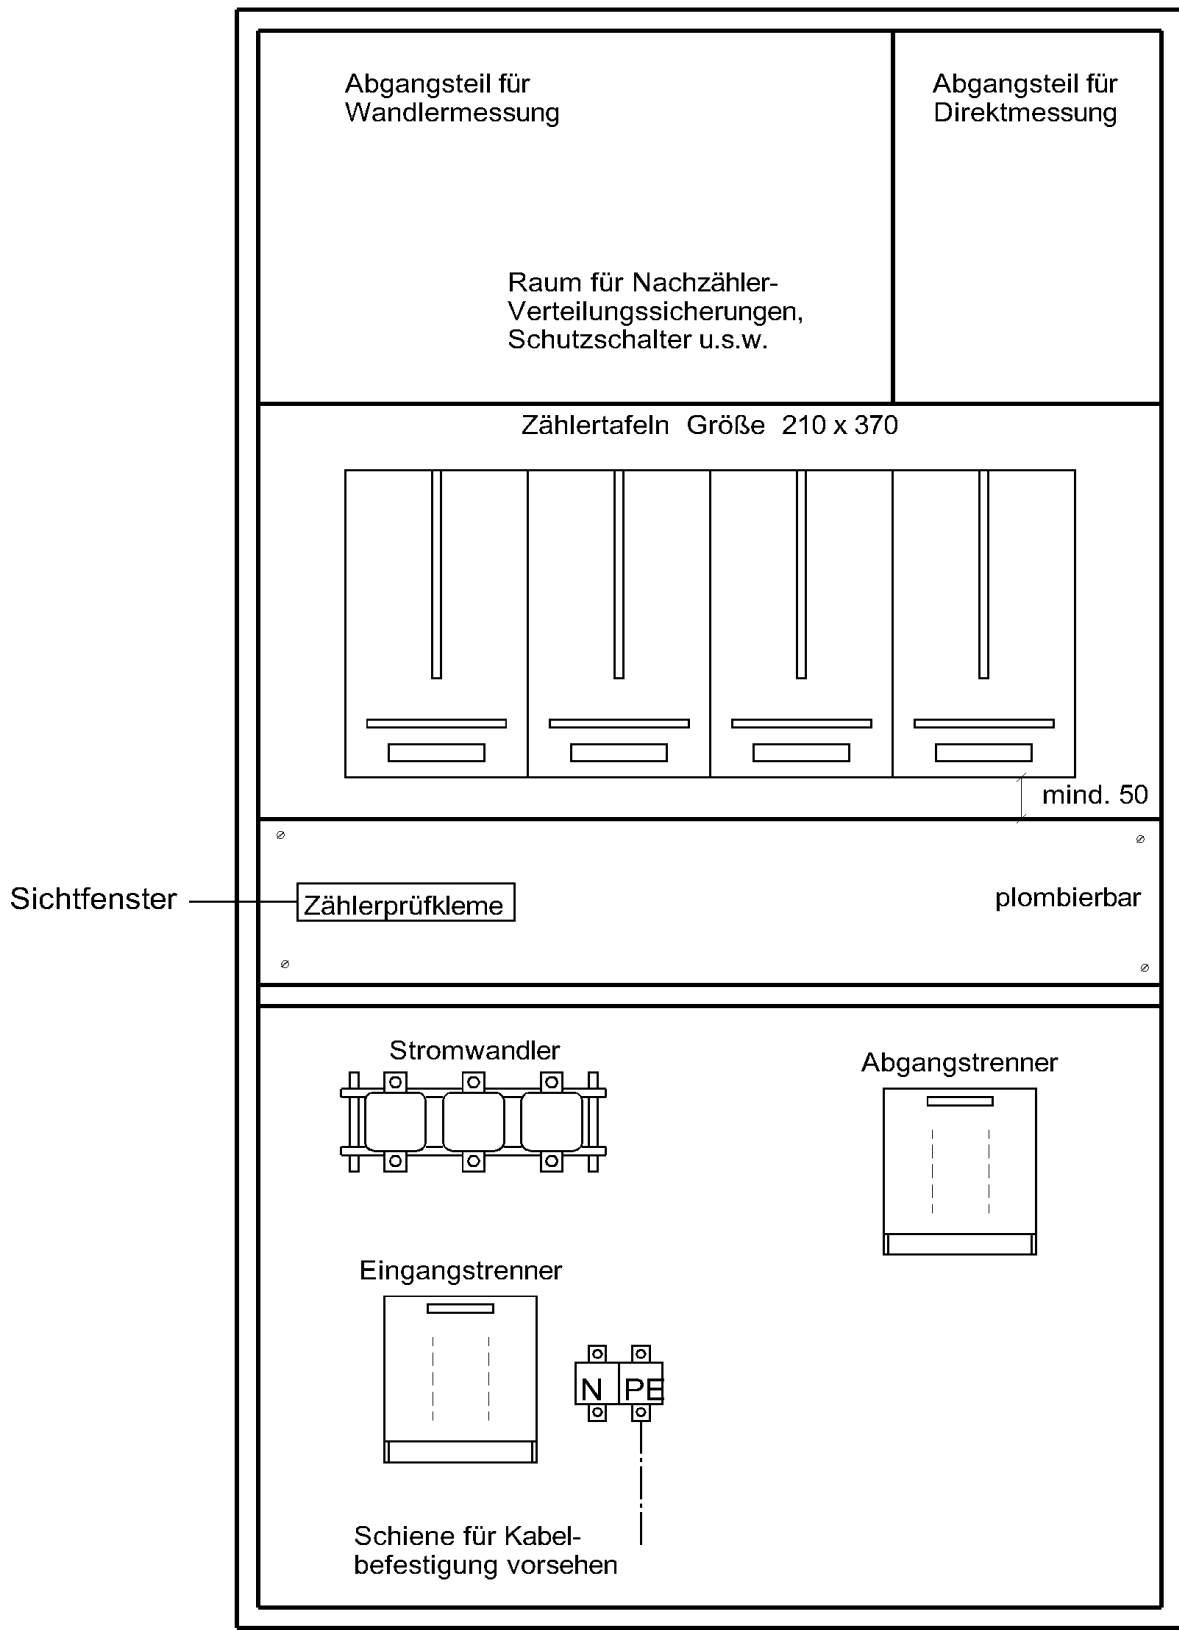 Abgangsteil für
Wandlermessung
Abgangsteil für
Direktmessung
Raum für Nachzähler-
Verteilungssicherungen,
Schutzschalter u.s.w.
Zählertafeln Größe 210 x 370
mind. 50
Sichtfenster
Zählerprüfkleme
plombierbar
Stromwandler
Abgangstrenner
Eingangstrenner
N PE
Schiene für Kabel-
befestigung vorsehen